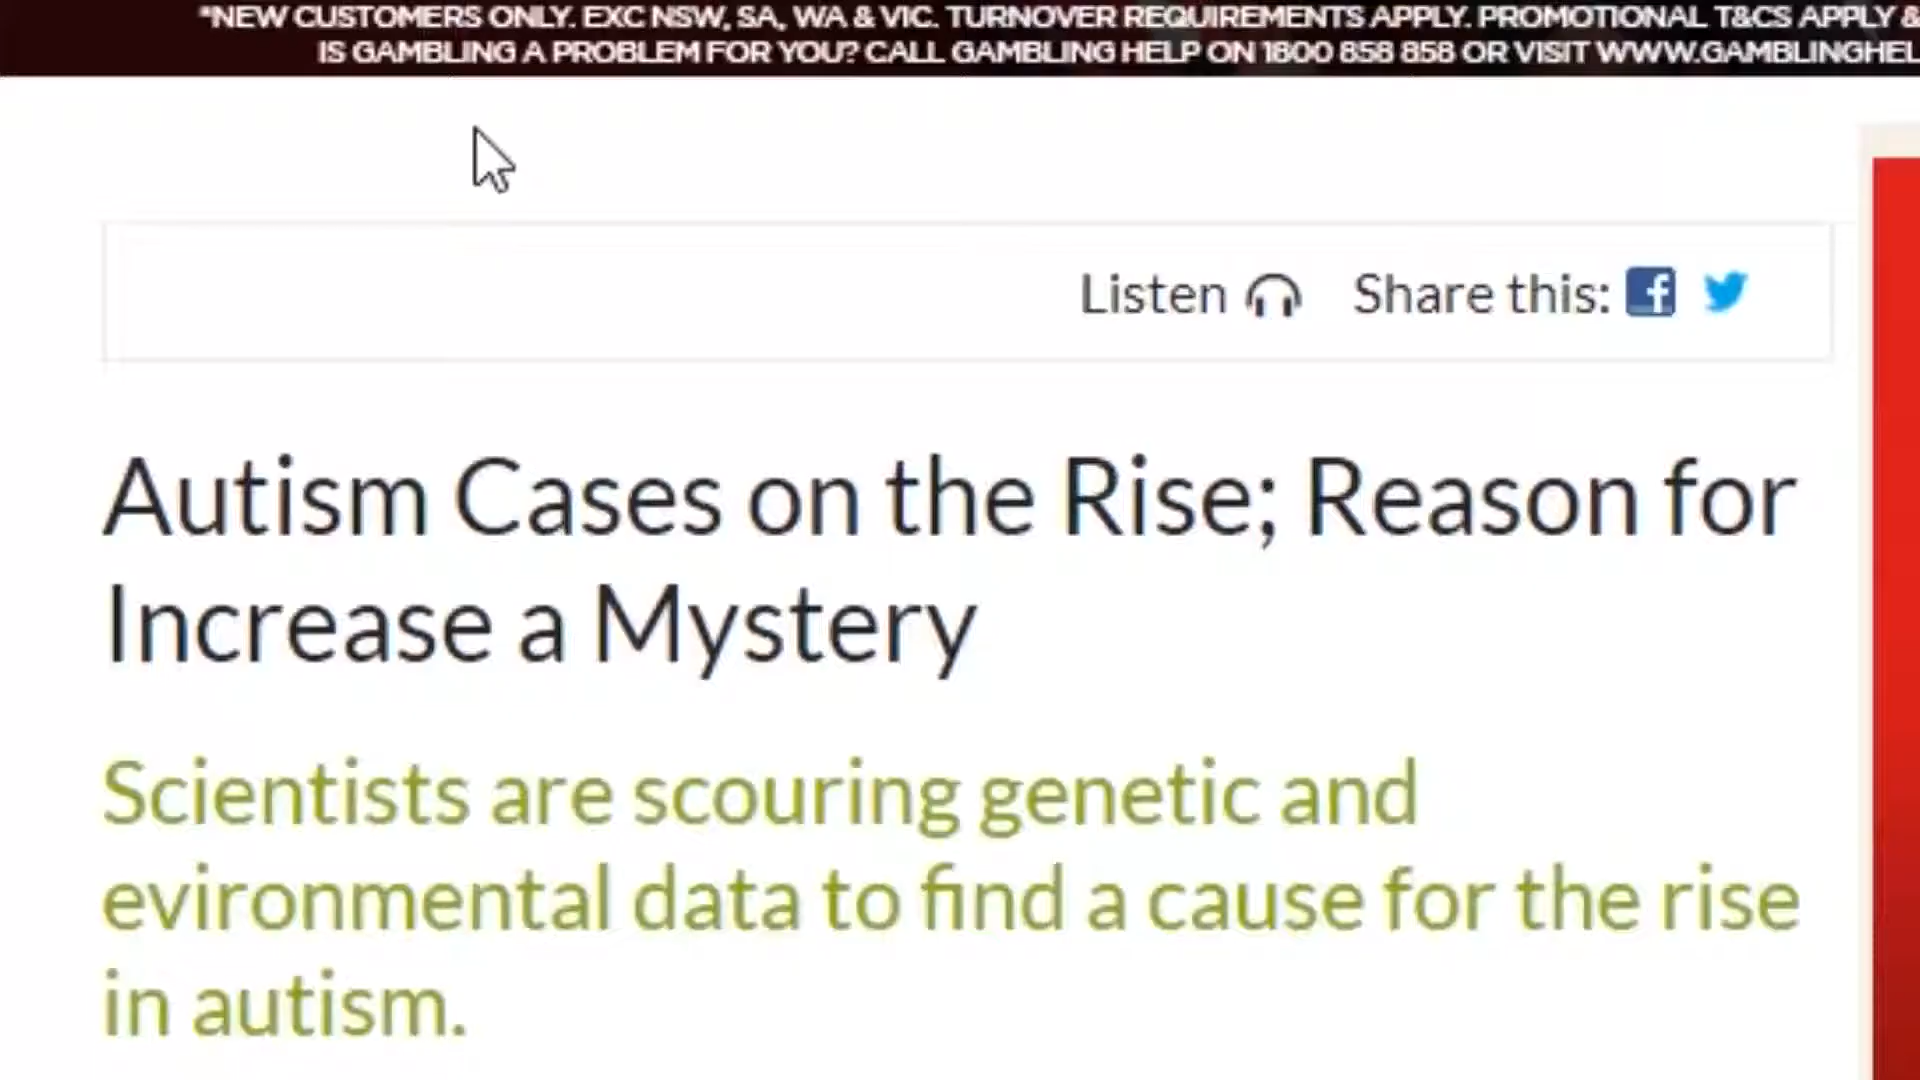 *NEW CUSTOMERS ONLY. EXC NSW, SA, WA & VIC. TURNOVER REQUIREMENTS APPLY. PROMOTIONAL T&CS APPLY &
IS GAMBLING A PROBLEM FOR YOU? CALL GAMBLING HELP ON 1800 858 858 OR VISIT WWW.GAMBLINGHEL
Listen Share this:
Autism Cases on the Rise; Reason for
Increase a Mystery
Scientists are scouring genetic and
evironmental data to find a cause for the rise
in autism.